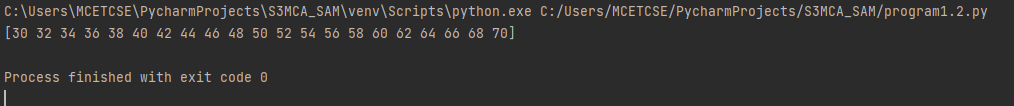 C:\Users\MCETCSE\PycharmProjects\S3MCA_SAM\venv\Scripts\python.exe C:/Users/MCETCSE/PycharmProjects/S3MCA_SAM/program1.2.py
[30 32 34 36 38 40 42 44 46 48 50 52 54 56 58 60 62 64 66 68 70]
Process finished with exit code 0